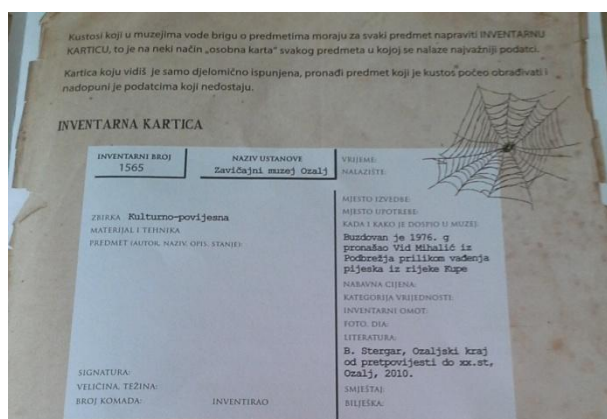 Kustosi koji u muzejima vode brigu o predmetima moraju za svaki predmet napraviti INVENTARNU
KARTICU, to je na neki način „osobna karta" svakog predmeta u kojoj se nalaze najvažniji podatci.
Kartica koju vidiš je samo djelomično ispunjena, pronađi predmet koji je kustos počeo obrađivati i
nadopuni je podatcima koji nedostaju.
INVENTARNA KARTICA
INVENTARNI BROJ
1565
NAZIV USTANOVE
Zavičajni muzej Ozalj
ZBIRKA Kulturno-povijesna
MATERIJAL I TEHNIKA
PREDMET (AUTOR, NAZIV, OPIS, STANJE):
SIGNATURA:
VELIČINA, TEŽINA:
BROJ KOMADA:
INVENTIRAO
VRIJEME:
NALAZIŠTE:
MJESTO IZVEDBE:
MJESTO UPOTREBE:
KADA I KAKO JE DOSPIO U MUZEJ:
Buzdovan je 1976. g
pronašao Vid Mihalić iz
Podbrežja prilikom vađenja
pijeska iz rijeke Kupe
NABAVNA CIJENA:
KATEGORIJA VRIJEDNOSTI:
INVENTARNI OMOT:
FOTO, DIA:
LITERATURA:
B. Stergar, Ozaljski kraj
od pretpovijesti do xx.st,
Ozalj, 2010.
SMJEŠTAJ:
BILJEŠKA: